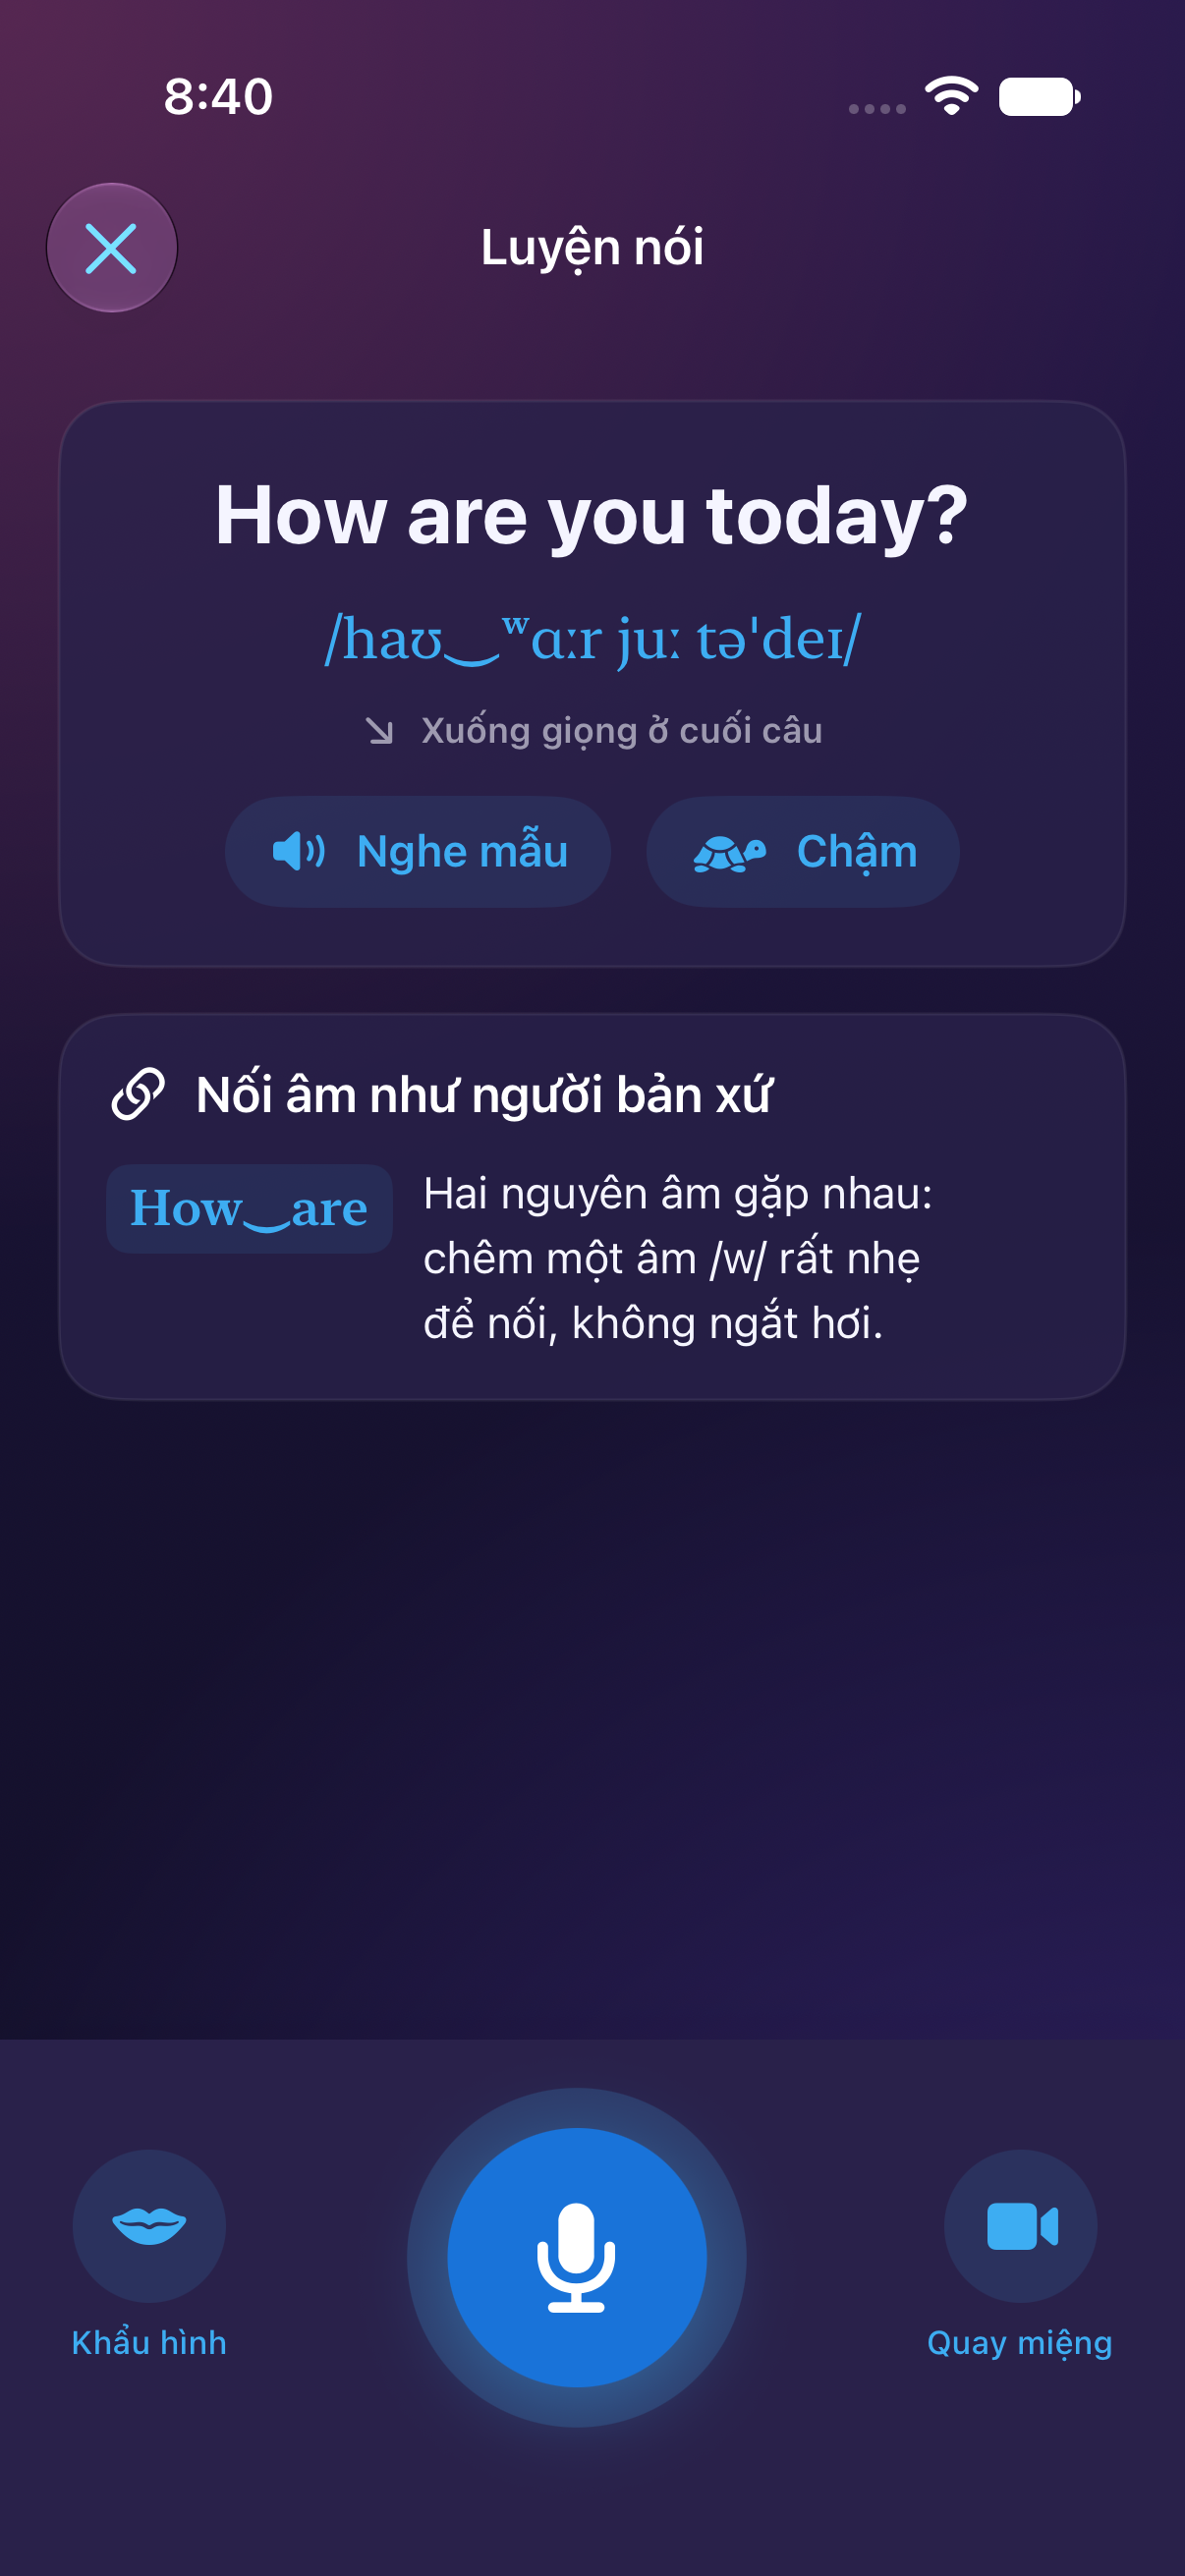 8:40
Luyện nói
How are you today?
/haʊ‿ʷɑːr juː təˈdeɪ/
Xuống giọng ở cuối câu
Nghe mẫu
Chậm
Nối âm như người bản xứ
How‿are
Hai nguyên âm gặp nhau:
chêm một âm /w/ rất nhẹ
để nối, không ngắt hơi.
Khẩu hình
Quay miệng